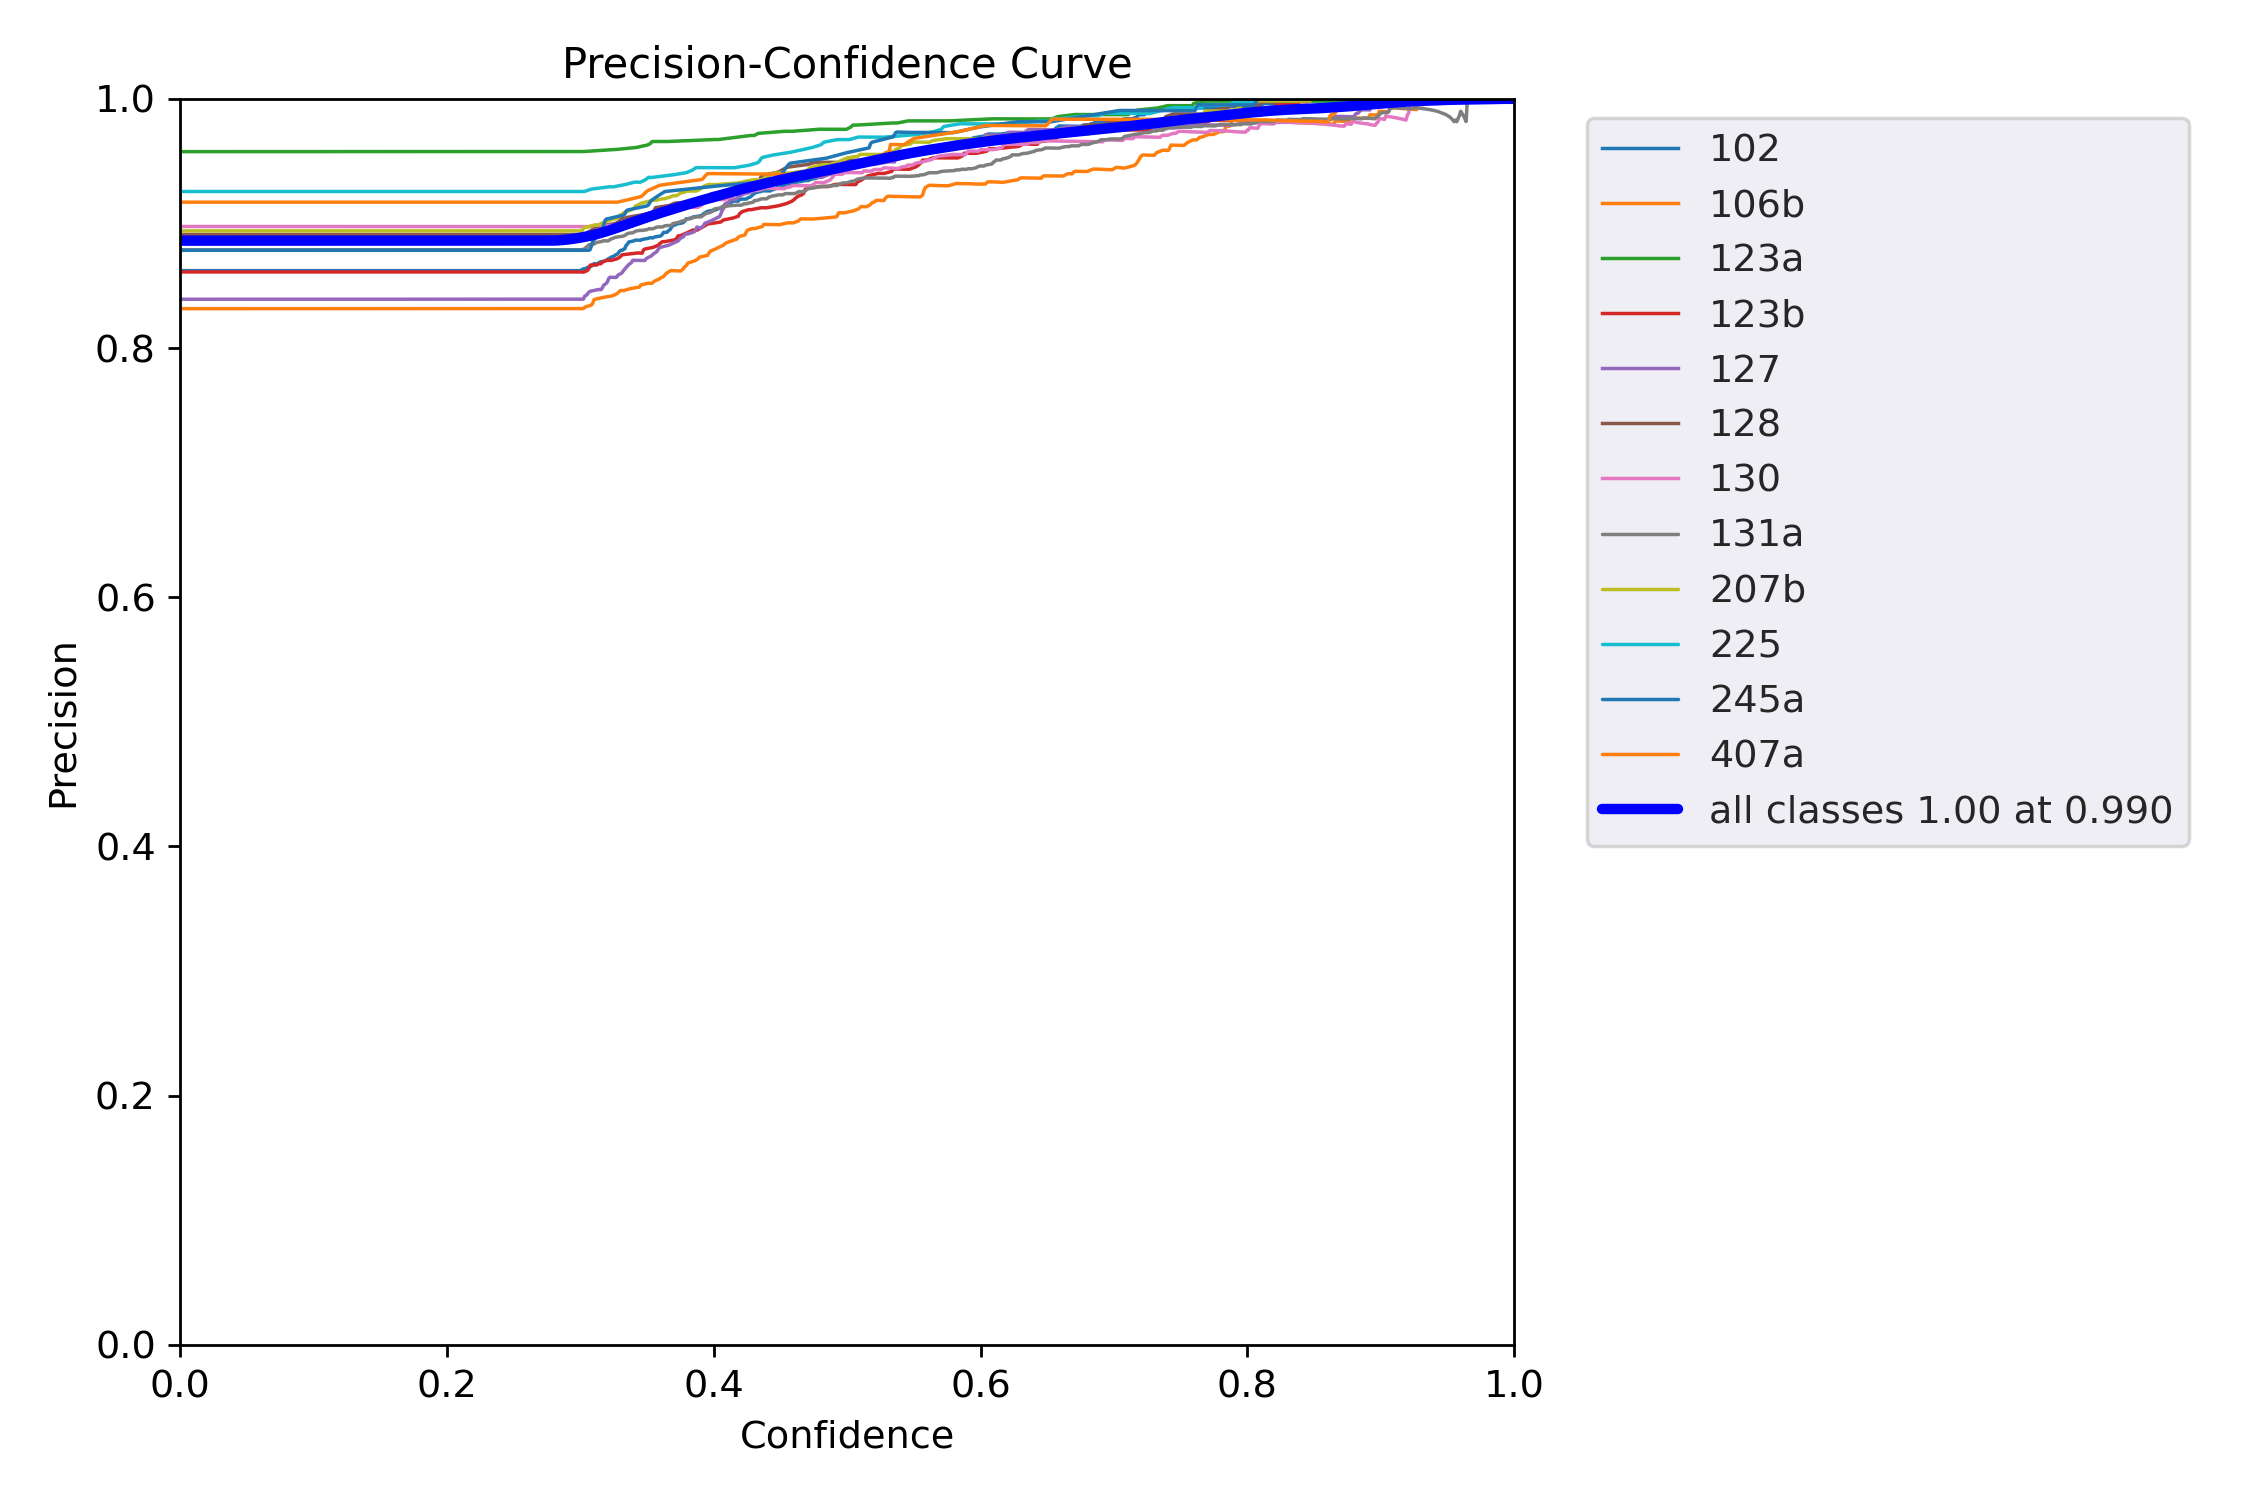 Precision-Confidence Curve
1.0
0.8
0.6
0.4
0.2
0.0
Precision
0.0 0.2 0.4 0.6 0.8 1.0
Confidence
102
106b
123a
123b
127
128
130
131a
207b
225
245a
407a
all classes 1.00 at 0.990